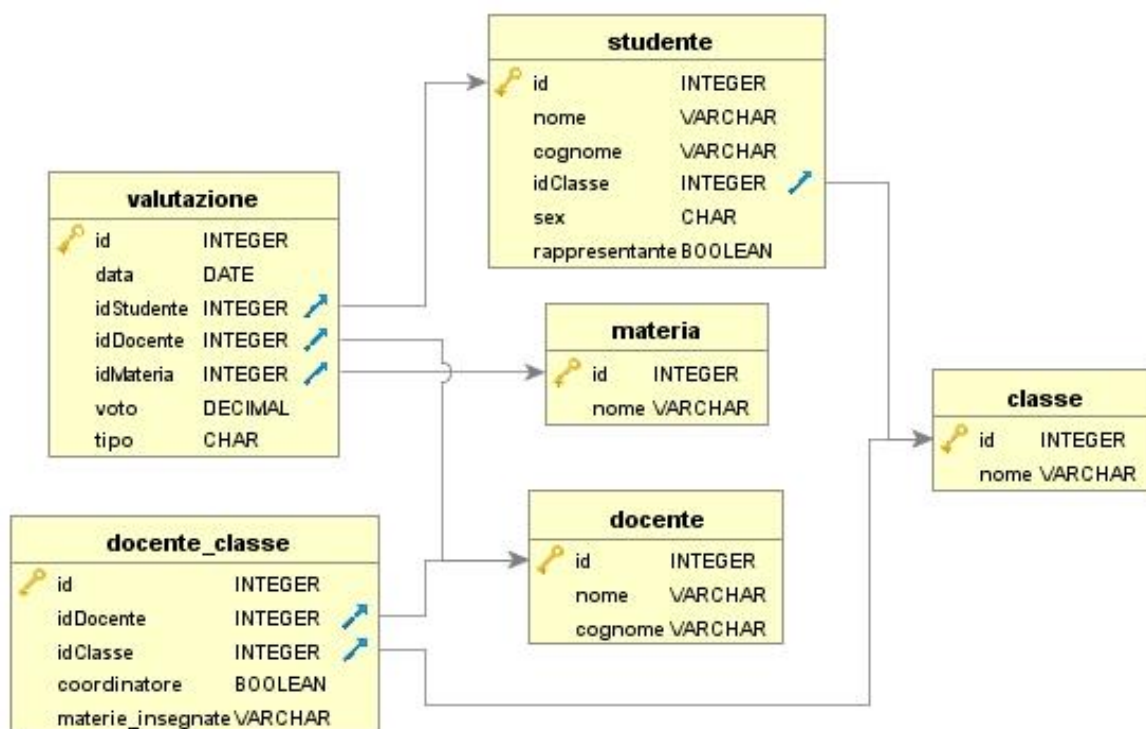 studente
id INTEGER
nome VARCHAR
cognome VARCHAR
idClasse INTEGER
sex CHAR
rappresentante BOOLEAN
valutazione
id INTEGER
data DATE
idStudente INTEGER
idDocente INTEGER
idMateria INTEGER
voto DECIMAL
tipo CHAR
materia
id INTEGER
nome VARCHAR
classe
id INTEGER
nome VARCHAR
docente
id INTEGER
nome VARCHAR
cognome VARCHAR
docente_classe
id INTEGER
idDocente INTEGER
idClasse INTEGER
coordinatore BOOLEAN
materie_insegnate VARCHAR